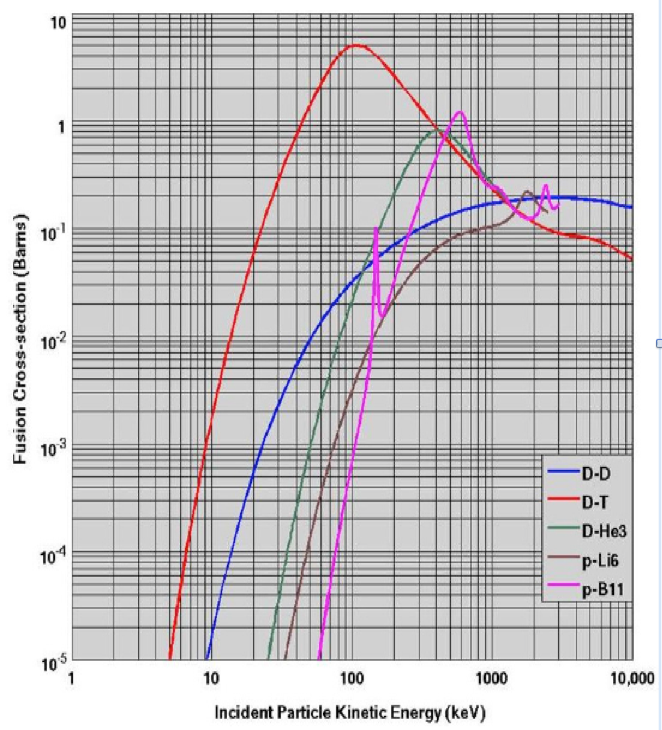 10
1
10⁻¹
10⁻²
10⁻³
10⁻⁴
10⁻⁵
Fusion Cross-section (Barns)
D-D
D-T
D-He3
p-Li6
p-B11
1 10 100 1000 10,000
Incident Particle Kinetic Energy (keV)